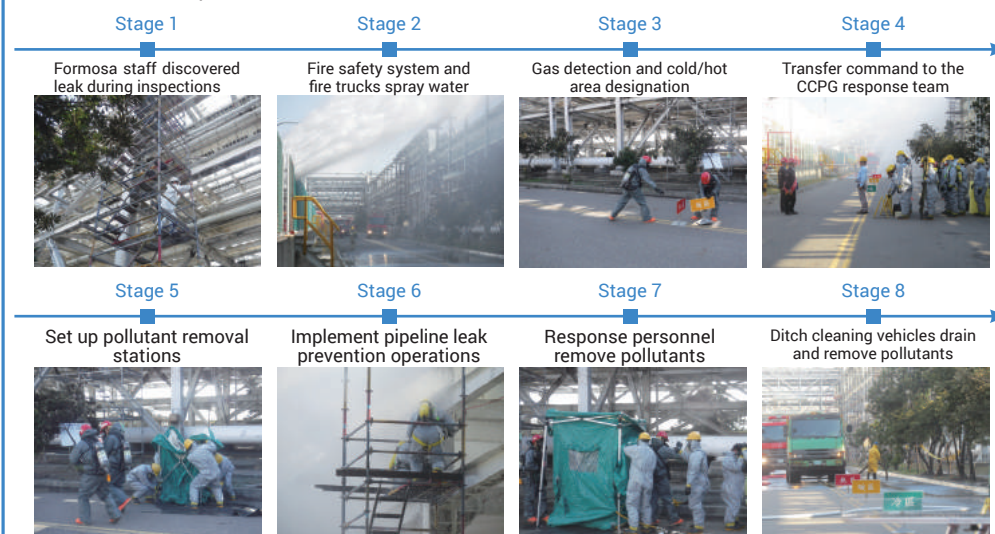 Stage 1
Stage 2
Stage 3
Stage 4
Formosa staff discovered
leak during inspections
Fire safety system and
fire trucks spray water
Gas detection and cold/hot
area designation
Transfer command to the
CCPG response team
Stage 5
Stage 6
Stage 7
Stage 8
Set up pollutant removal
stations
Implement pipeline leak
prevention operations
Response personnel
remove pollutants
Ditch cleaning vehicles drain
and remove pollutants